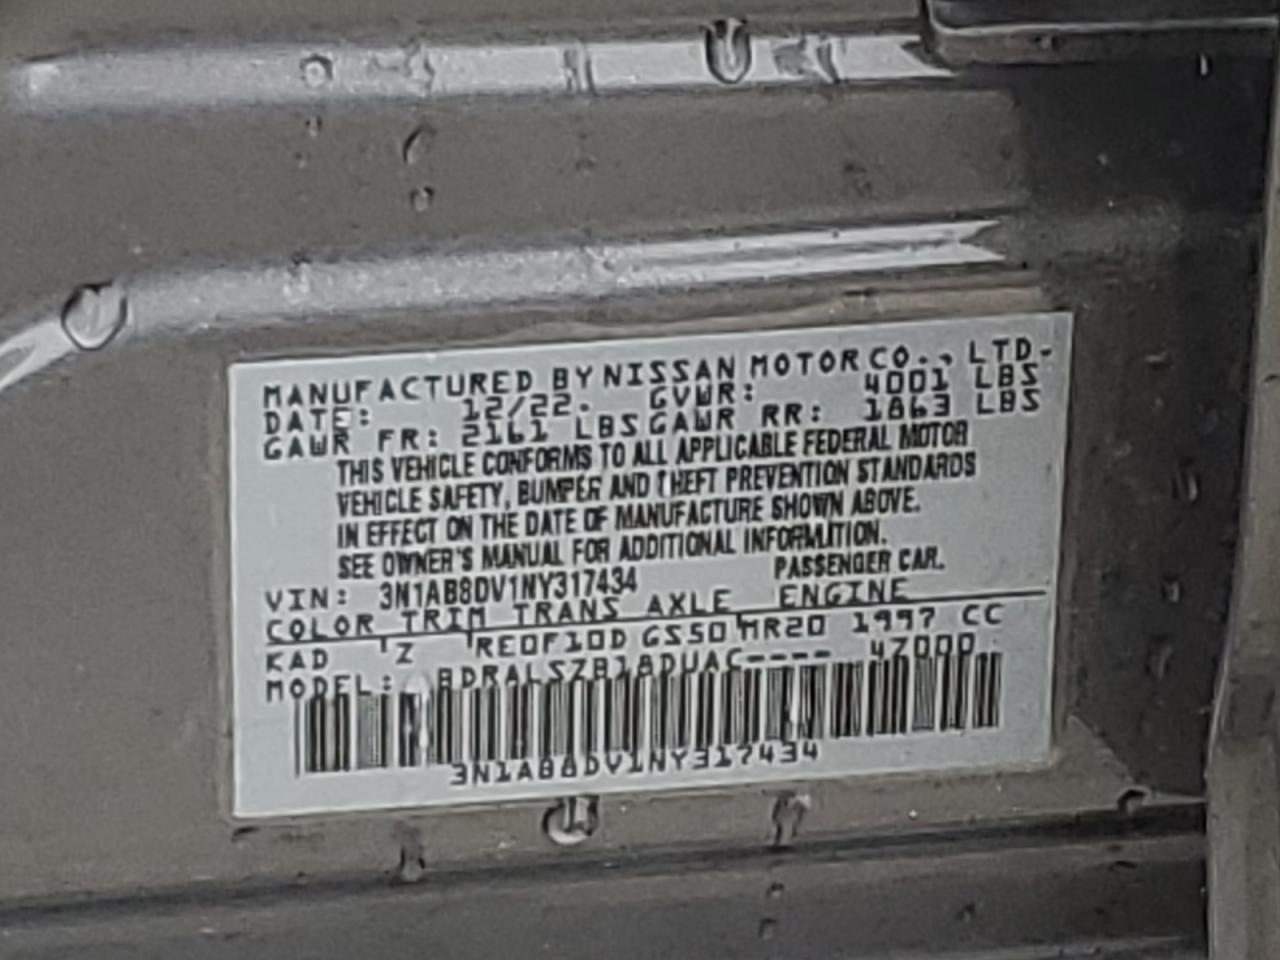 MANUFACTURED BY NISSAN MOTOR CO., LTD.
DATE: 12/22. GVWR: 4001 LBS
GAWR FR: 2161 LBS GAWR RR: 1863 LBS
THIS VEHICLE CONFORMS TO ALL APPLICABLE FEDERAL MOTOR
VEHICLE SAFETY, BUMPER AND THEFT PREVENTION STANDARDS
IN EFFECT ON THE DATE OF MANUFACTURE SHOWN ABOVE.
SEE OWNER'S MANUAL FOR ADDITIONAL INFORMATION.
VIN: 3N1AB8DV1NY317434 PASSENGER CAR.
COLOR TRIM TRANS AXLE ENGINE
KAD Z RE0F10D GS50 MR20 1997 CC
MODEL: BDRALSZB18DUAC---- 47000
3N1AB8DV1NY317434